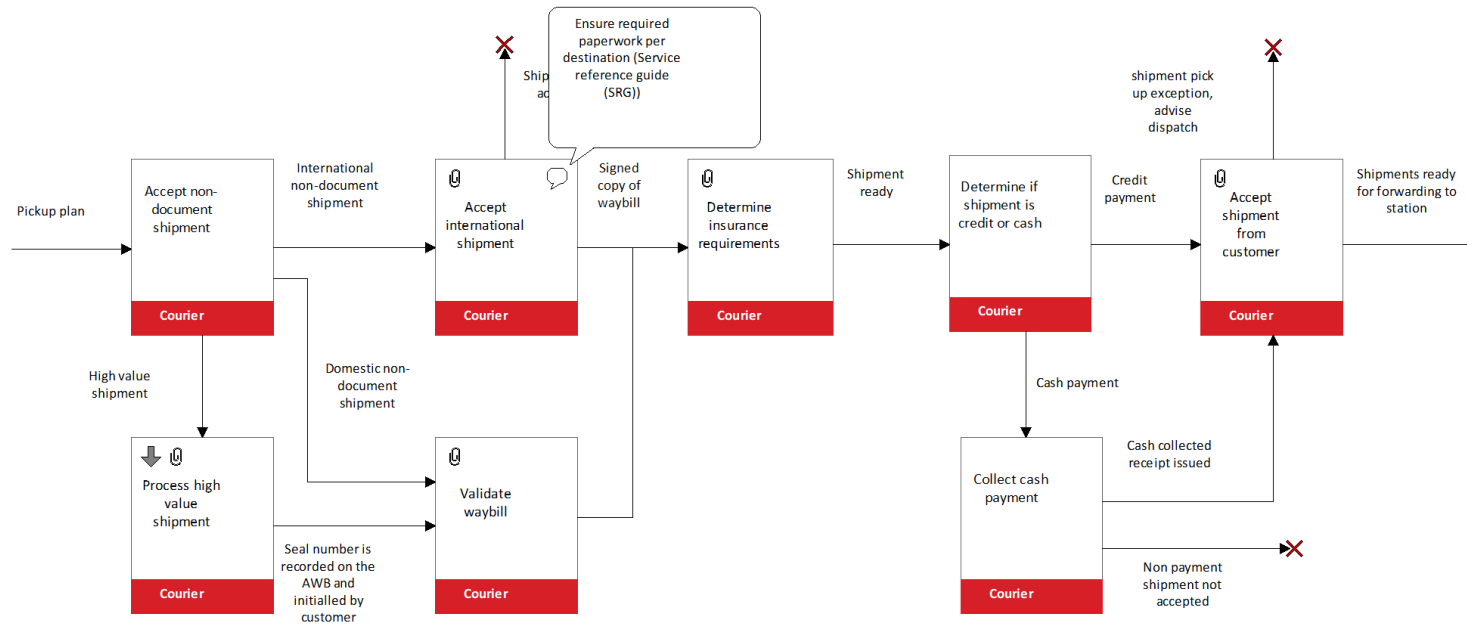 Ensure required
paperwork per
destination (Service
reference guide
(SRG))
shipment pick
up exception,
advise
dispatch
Pickup plan
Accept non-
document
shipment
Courier
International
non-document
shipment
Accept
international
shipment
Courier
Signed
copy of
waybill
Determine
insurance
requirements
Courier
Shipment
ready
Determine if
shipment is
credit or cash
Courier
Credit
payment
Accept
shipment
from
customer
Courier
Shipments ready
for forwarding to
station
High value
shipment
Domestic non-
document
shipment
Cash payment
Process high
value
shipment
Courier
Seal number is
recorded on the
AWB and
initialled by
customer
Validate
waybill
Courier
Collect cash
payment
Courier
Cash collected
receipt issued
Non payment
shipment not
accepted